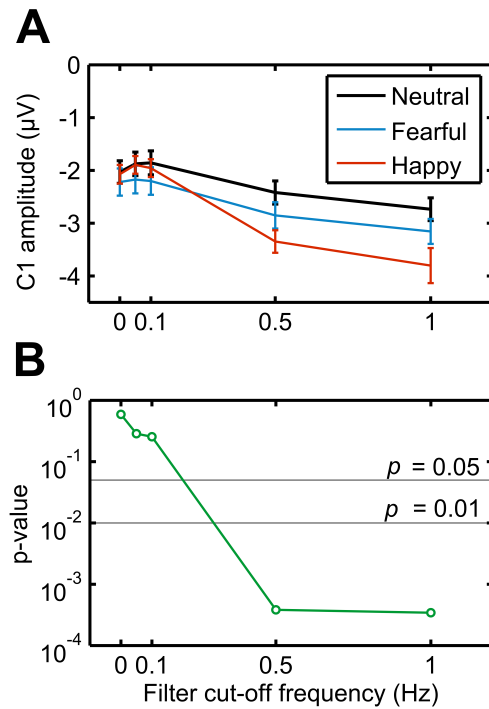 A
C1 amplitude (μV)
0
-1
-2
-3
-4
Neutral
Fearful
Happy
0 0.1 0.5 1
B
p-value
10^0
10^-1
10^-2
10^-3
10^-4
p = 0.05
p = 0.01
0 0.1 0.5 1
Filter cut-off frequency (Hz)